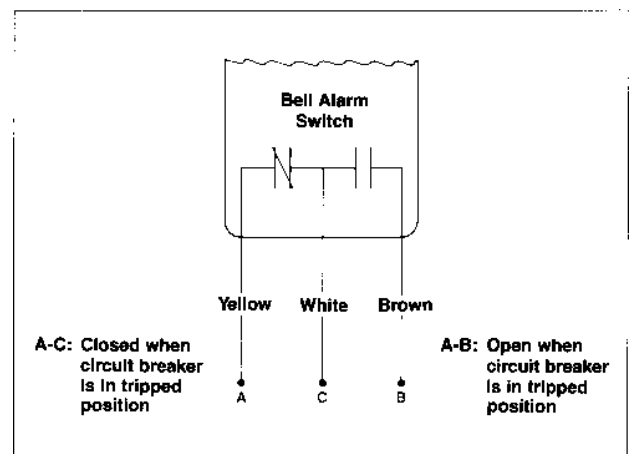 Bell Alarm
Switch
Yellow White Brown
A-C: Closed when
circuit breaker
is in tripped
position
A C B
A-B: Open when
circuit breaker
is in tripped
position